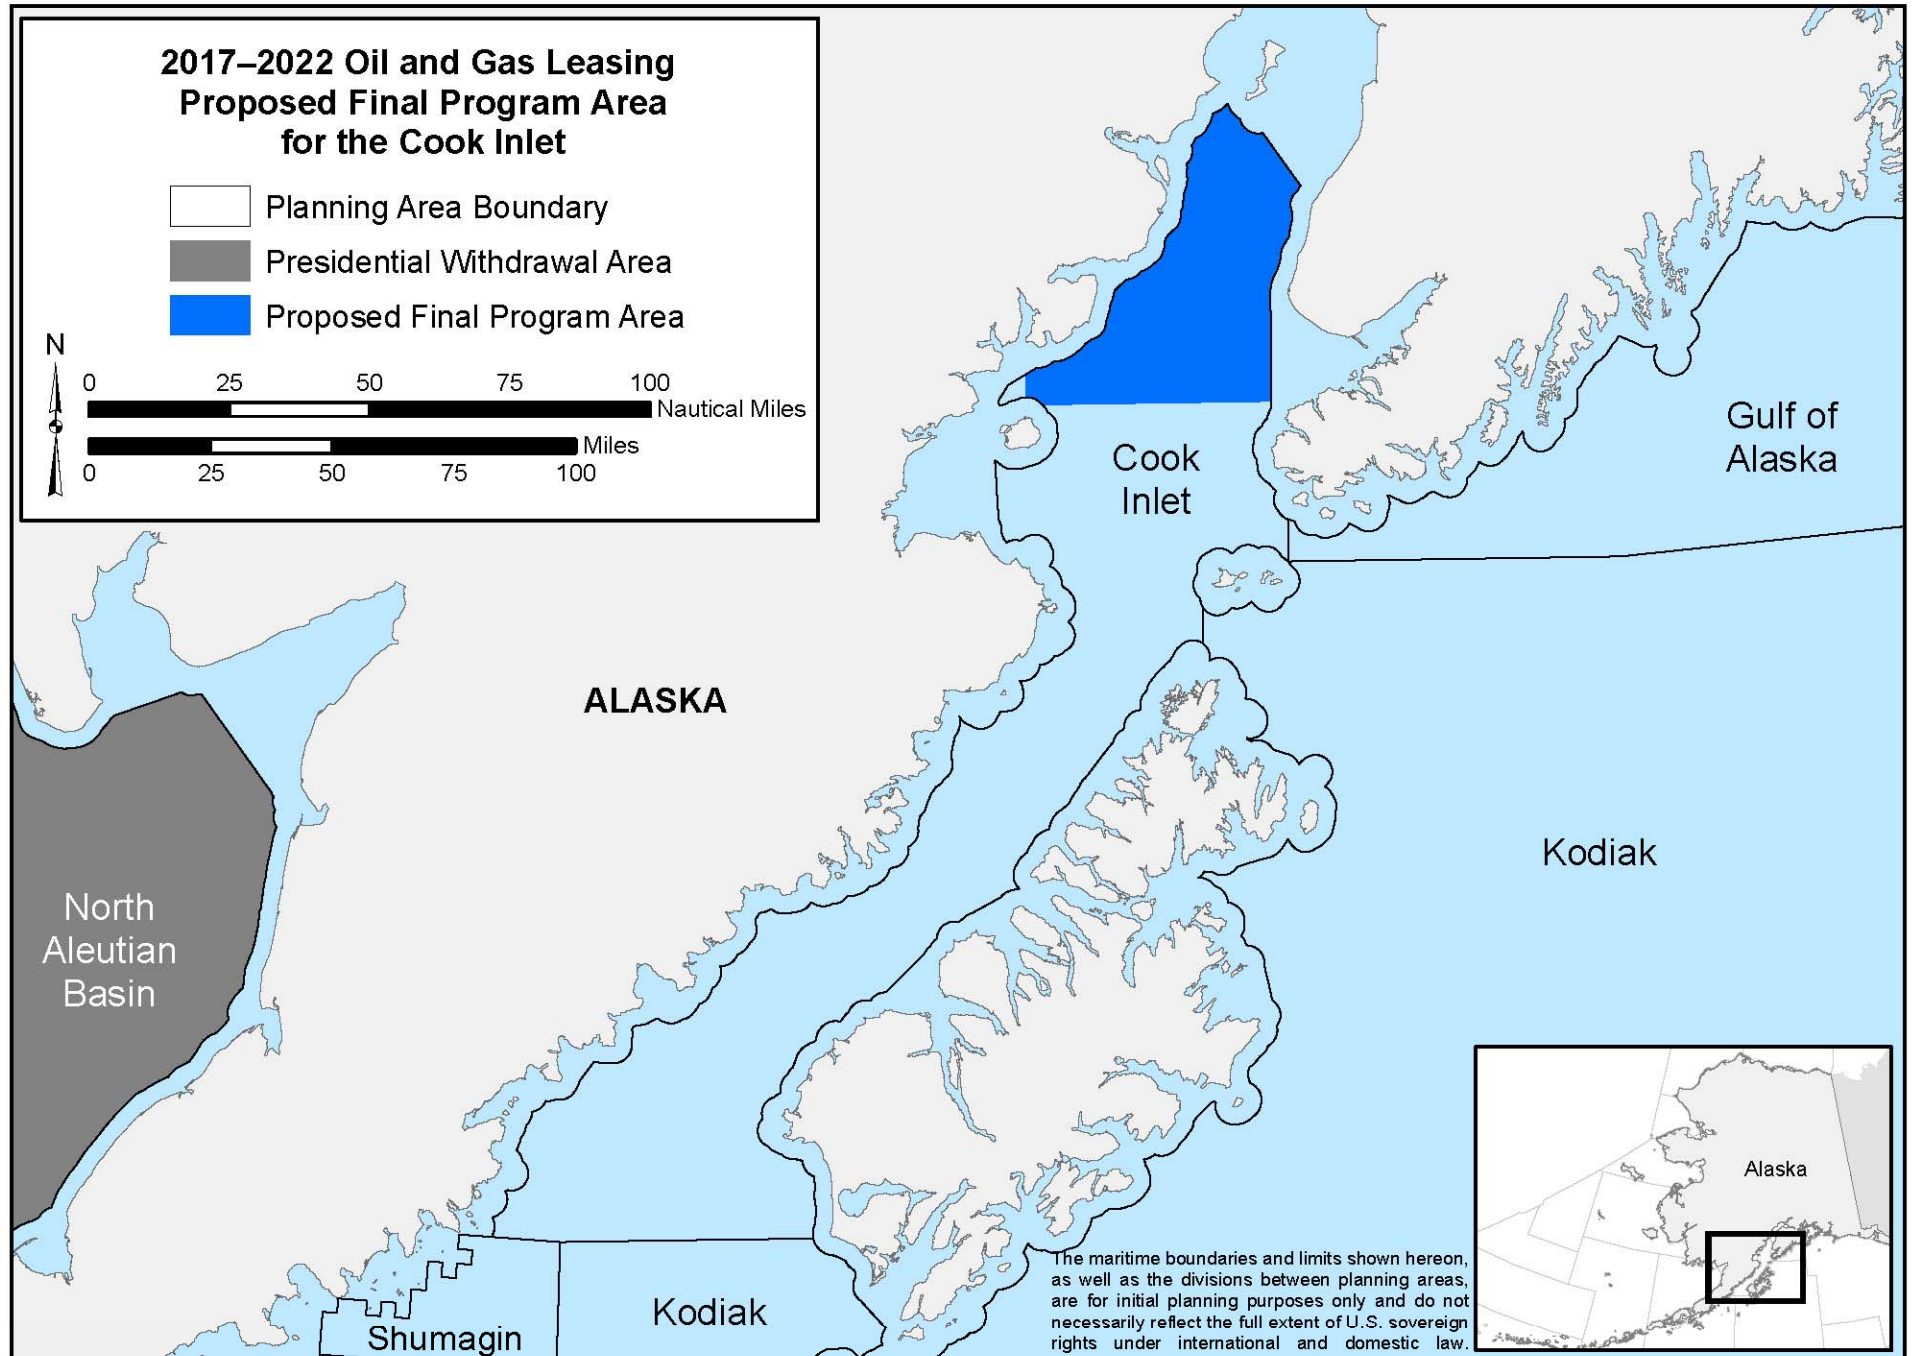 2017–2022 Oil and Gas Leasing
Proposed Final Program Area
for the Cook Inlet
Planning Area Boundary
Presidential Withdrawal Area
Proposed Final Program Area
N
0 25 50 75 100
Nautical Miles
Miles
0 25 50 75 100
Cook
Inlet
Gulf of
Alaska
ALASKA
Kodiak
North
Aleutian
Basin
Alaska
The maritime boundaries and limits shown hereon,
as well as the divisions between planning areas,
are for initial planning purposes only and do not
necessarily reflect the full extent of U.S. sovereign
rights under international and domestic law.
Kodiak
Shumagin